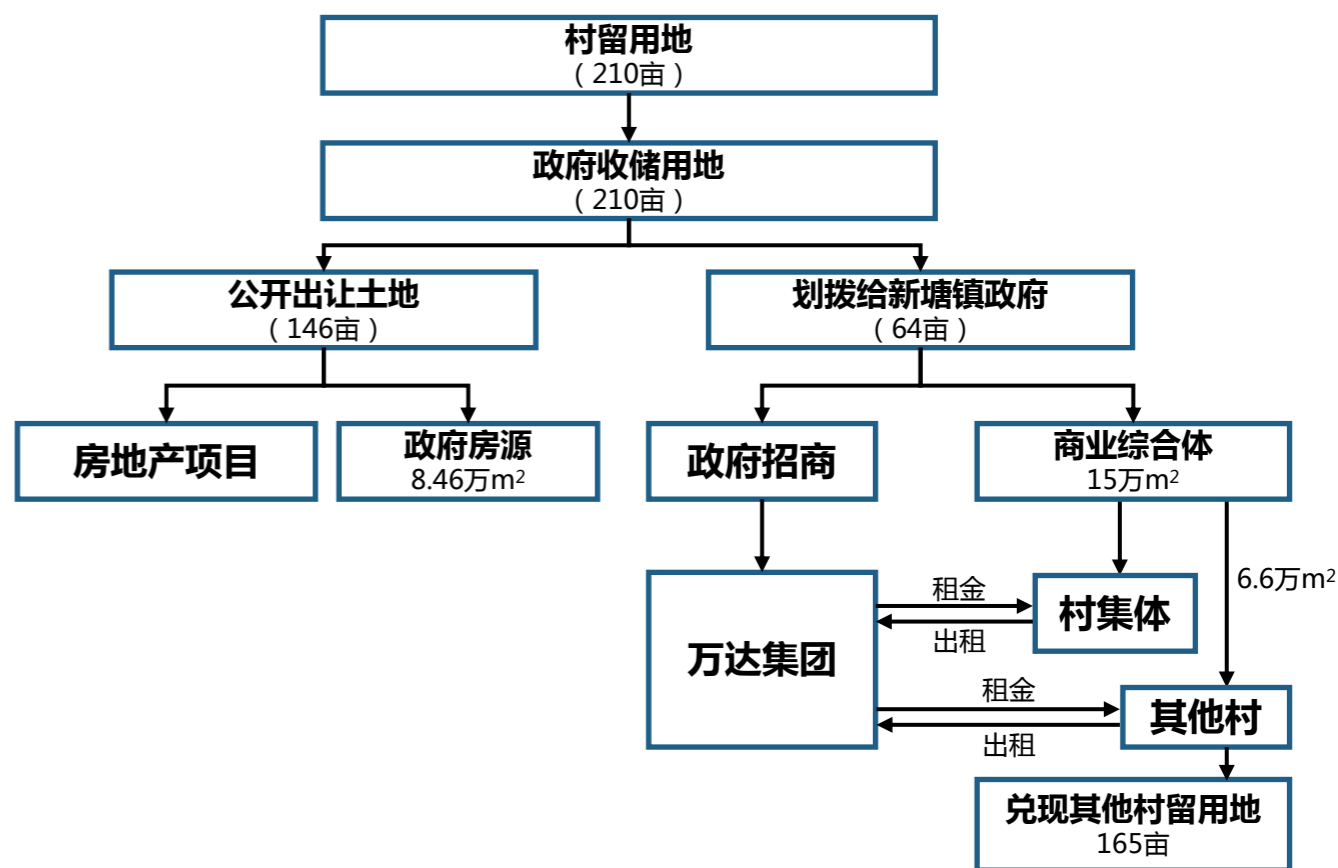 村留用地
（210亩）
政府收储用地
（210亩）
公开出让土地
（146亩）
划拨给新塘镇政府
（64亩）
房地产项目
政府房源
8.46万m²
政府招商
商业综合体
15万m²
6.6万m²
万达集团
租金
出租
村集体
租金
出租
其他村
兑现其他村留用地
165亩